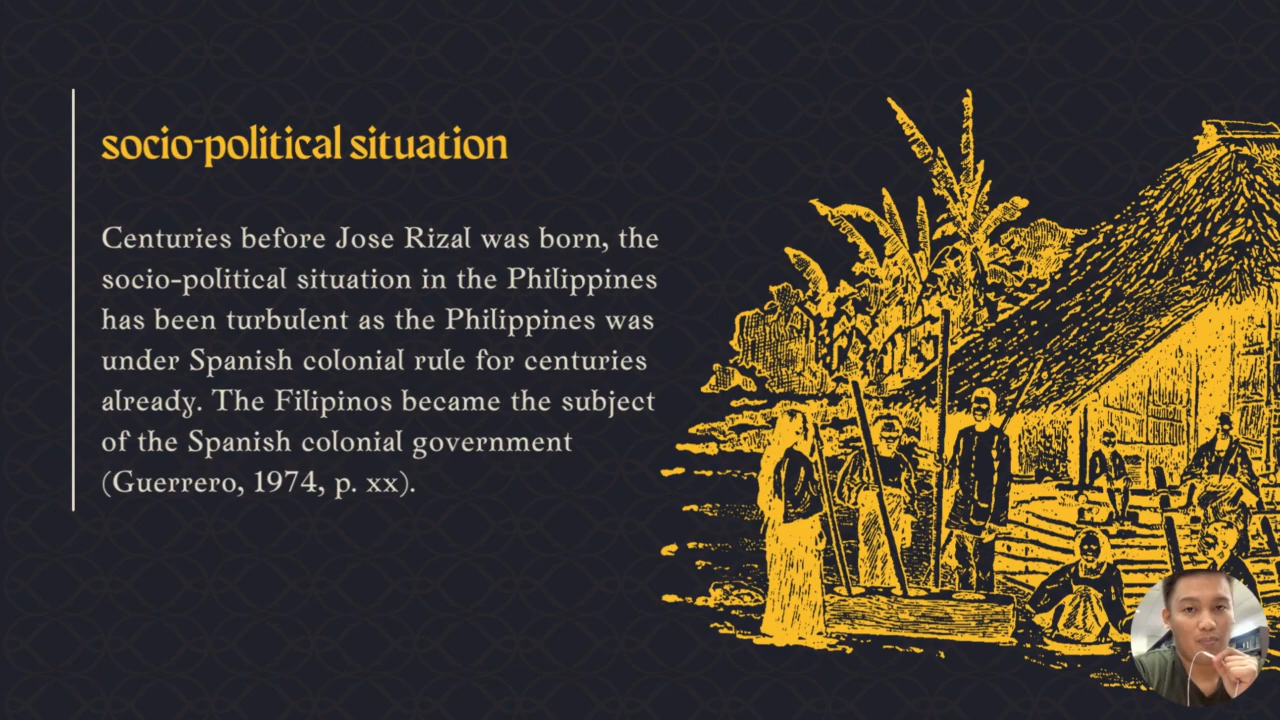 socio-political situation
Centuries before Jose Rizal was born, the
socio-political situation in the Philippines
has been turbulent as the Philippines was
under Spanish colonial rule for centuries
already. The Filipinos became the subject
of the Spanish colonial government
(Guerrero, 1974, p. xx).